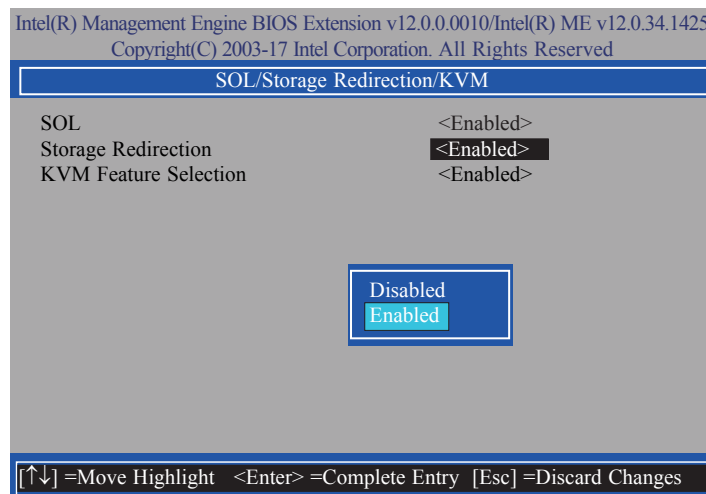 Intel(R) Management Engine BIOS Extension v12.0.0.0010/Intel(R) ME v12.0.34.1425
Copyright(C) 2003-17 Intel Corporation. All Rights Reserved
SOL/Storage Redirection/KVM
SOL <Enabled>
Storage Redirection <Enabled>
KVM Feature Selection <Enabled>
Disabled
Enabled
[↑↓] =Move Highlight <Enter> =Complete Entry [Esc] =Discard Changes